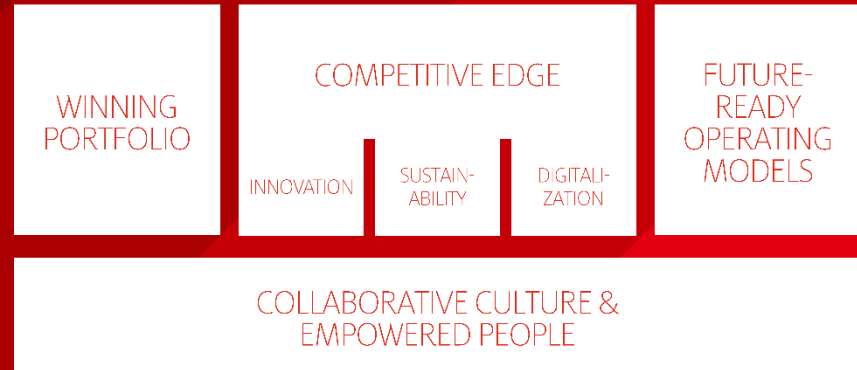 WINNING
PORTFOLIO
COMPETITIVE EDGE
INNOVATION
SUSTAIN-
ABILITY
DIGITALI-
ZATION
FUTURE-
READY
OPERATING
MODELS
COLLABORATIVE CULTURE &
EMPOWERED PEOPLE